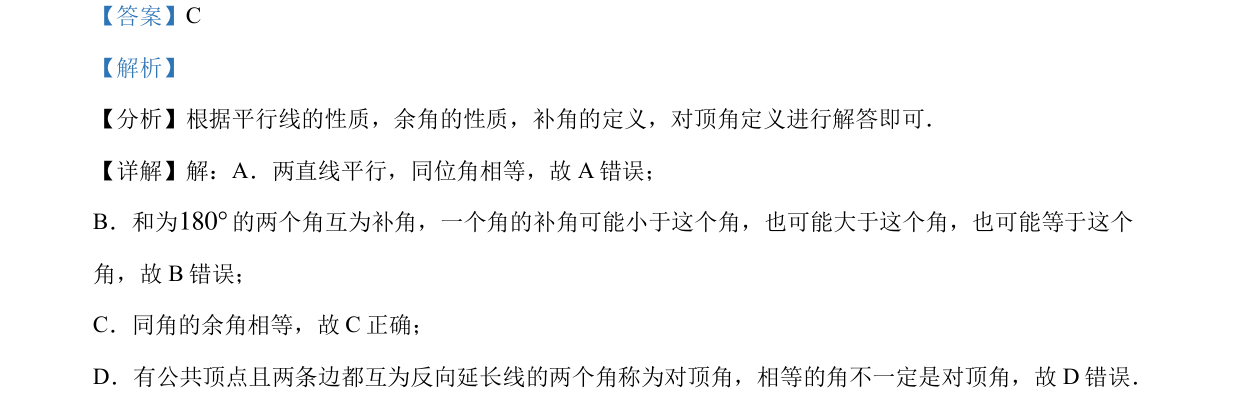 【答案】C
【解析】
【分析】根据平行线的性质，余角的性质，补角的定义，对顶角定义进行解答即可．
【详解】解：A．两直线平行，同位角相等，故 A 错误；
B．和为180°的两个角互为补角，一个角的补角可能小于这个角，也可能大于这个角，也可能等于这个
角，故 B 错误；
C．同角的余角相等，故 C 正确；
D．有公共顶点且两条边都互为反向延长线的两个角称为对顶角，相等的角不一定是对顶角，故 D 错误．